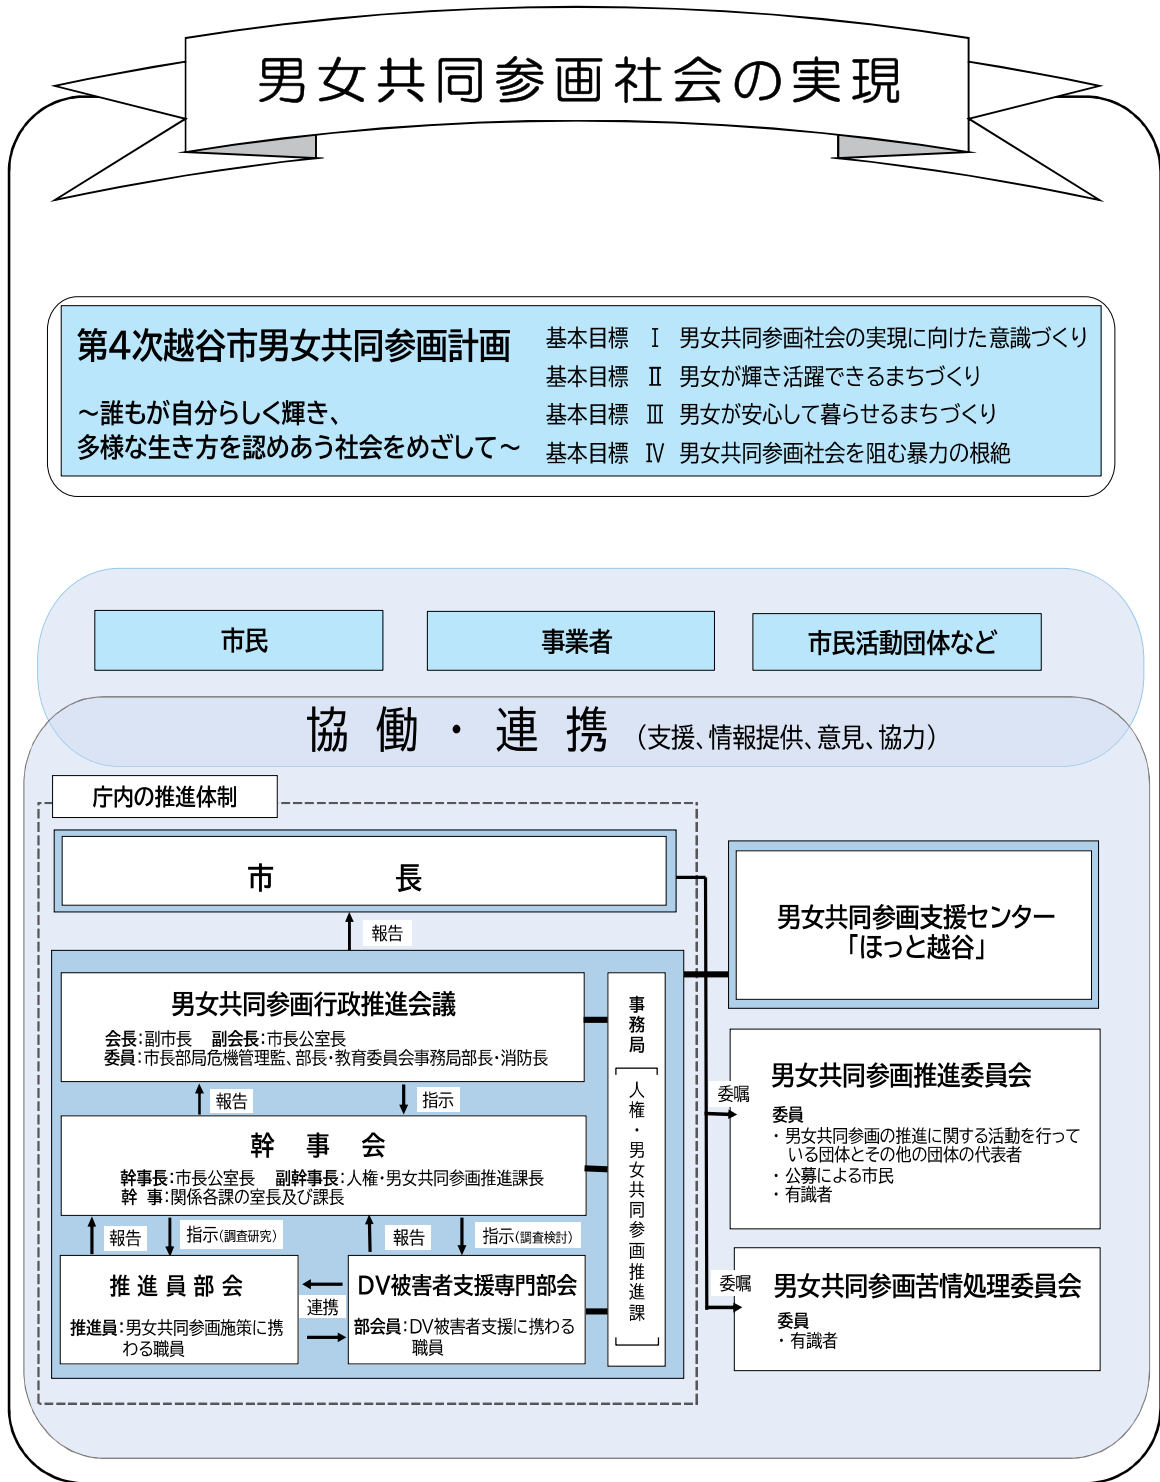 男女共同参画社会の実現
第4次越谷市男女共同参画計画
～誰もが自分らしく輝き、
多様な生き方を認めあう社会をめざして～
基本目標 Ⅰ 男女共同参画社会の実現に向けた意識づくり
基本目標 Ⅱ 男女が輝き活躍できるまちづくり
基本目標 Ⅲ 男女が安心して暮らせるまちづくり
基本目標 Ⅳ 男女共同参画社会を阻む暴力の根絶
市民
事業者
市民活動団体など
協働・連携（支援、情報提供、意見、協力）
庁内の推進体制
市長
報告
男女共同参画行政推進会議
会長：副市長 副会長：市長公室長
委員：市長部局危機管理監、部長・教育委員会事務局部長・消防長
報告
指示
幹事会
幹事長：市長公室長 副幹事長：人権・男女共同参画推進課長
幹事：関係各課の室長及び課長
報告
指示（調査研究）
報告
指示（調査検討）
推進員部会
推進員：男女共同参画施策に携
わる職員
連携
DV被害者支援専門部会
部会員：DV被害者支援に携わる
職員
事務局
人権・男女共同参画推進課
男女共同参画支援センター
「ほっと越谷」
委嘱
男女共同参画推進委員会
委員
・男女共同参画の推進に関する活動を行って
いる団体とその他の団体の代表者
・公募による市民
・有識者
委嘱
男女共同参画苦情処理委員会
委員
・有識者